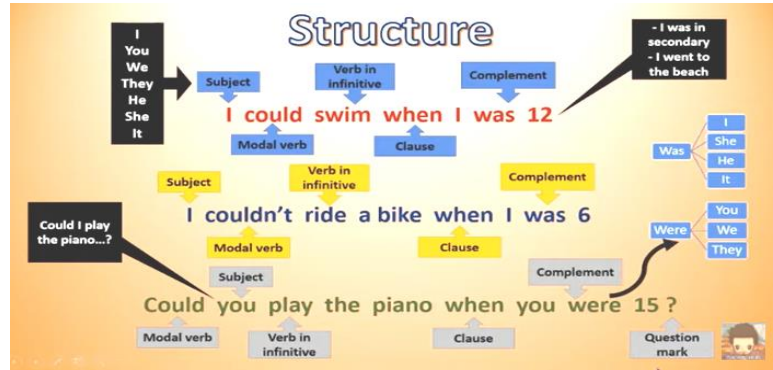 Structure
I
You
We
They
He
She
It
- I was in
secondary
- I went to
the beach
Subject
Verb in
infinitive
Complement
I could swim when I was 12
Modal verb
Clause
Was
I
She
He
It
Subject
Verb in
infinitive
Complement
I couldn't ride a bike when I was 6
Modal verb
Clause
Were
You
We
They
Could I play
the piano...?
Subject
Complement
Could you play the piano when you were 15 ?
Modal verb
Verb in
infinitive
Clause
Question
mark